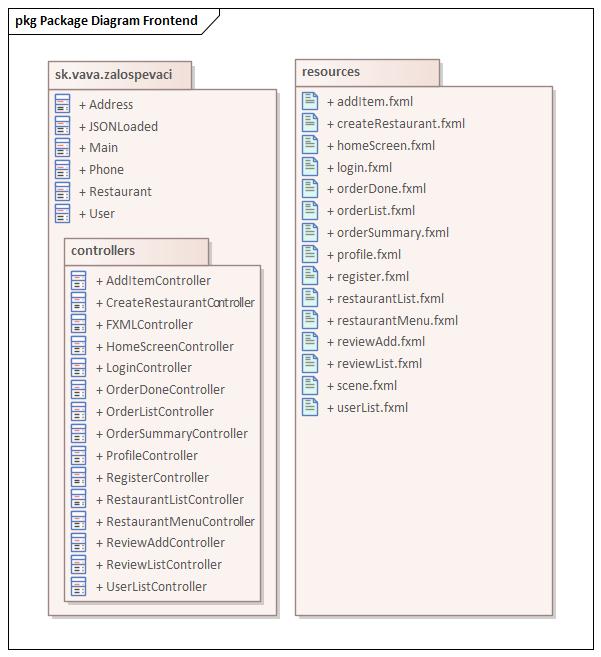 pkg Package Diagram Frontend
sk.vava.zalospevaci
+ Address
+ JSONLoaded
+ Main
+ Phone
+ Restaurant
+ User
controllers
+ AddItemController
+ CreateRestaurantController
+ FXMLController
+ HomeScreenController
+ LoginController
+ OrderDoneController
+ OrderListController
+ OrderSummaryController
+ ProfileController
+ RegisterController
+ RestaurantListController
+ RestaurantMenuController
+ ReviewAddController
+ ReviewListController
+ UserListController
resources
+ addItem.fxml
+ createRestaurant.fxml
+ homeScreen.fxml
+ login.fxml
+ orderDone.fxml
+ orderList.fxml
+ orderSummary.fxml
+ profile.fxml
+ register.fxml
+ restaurantList.fxml
+ restaurantMenu.fxml
+ reviewAdd.fxml
+ reviewList.fxml
+ scene.fxml
+ userList.fxml